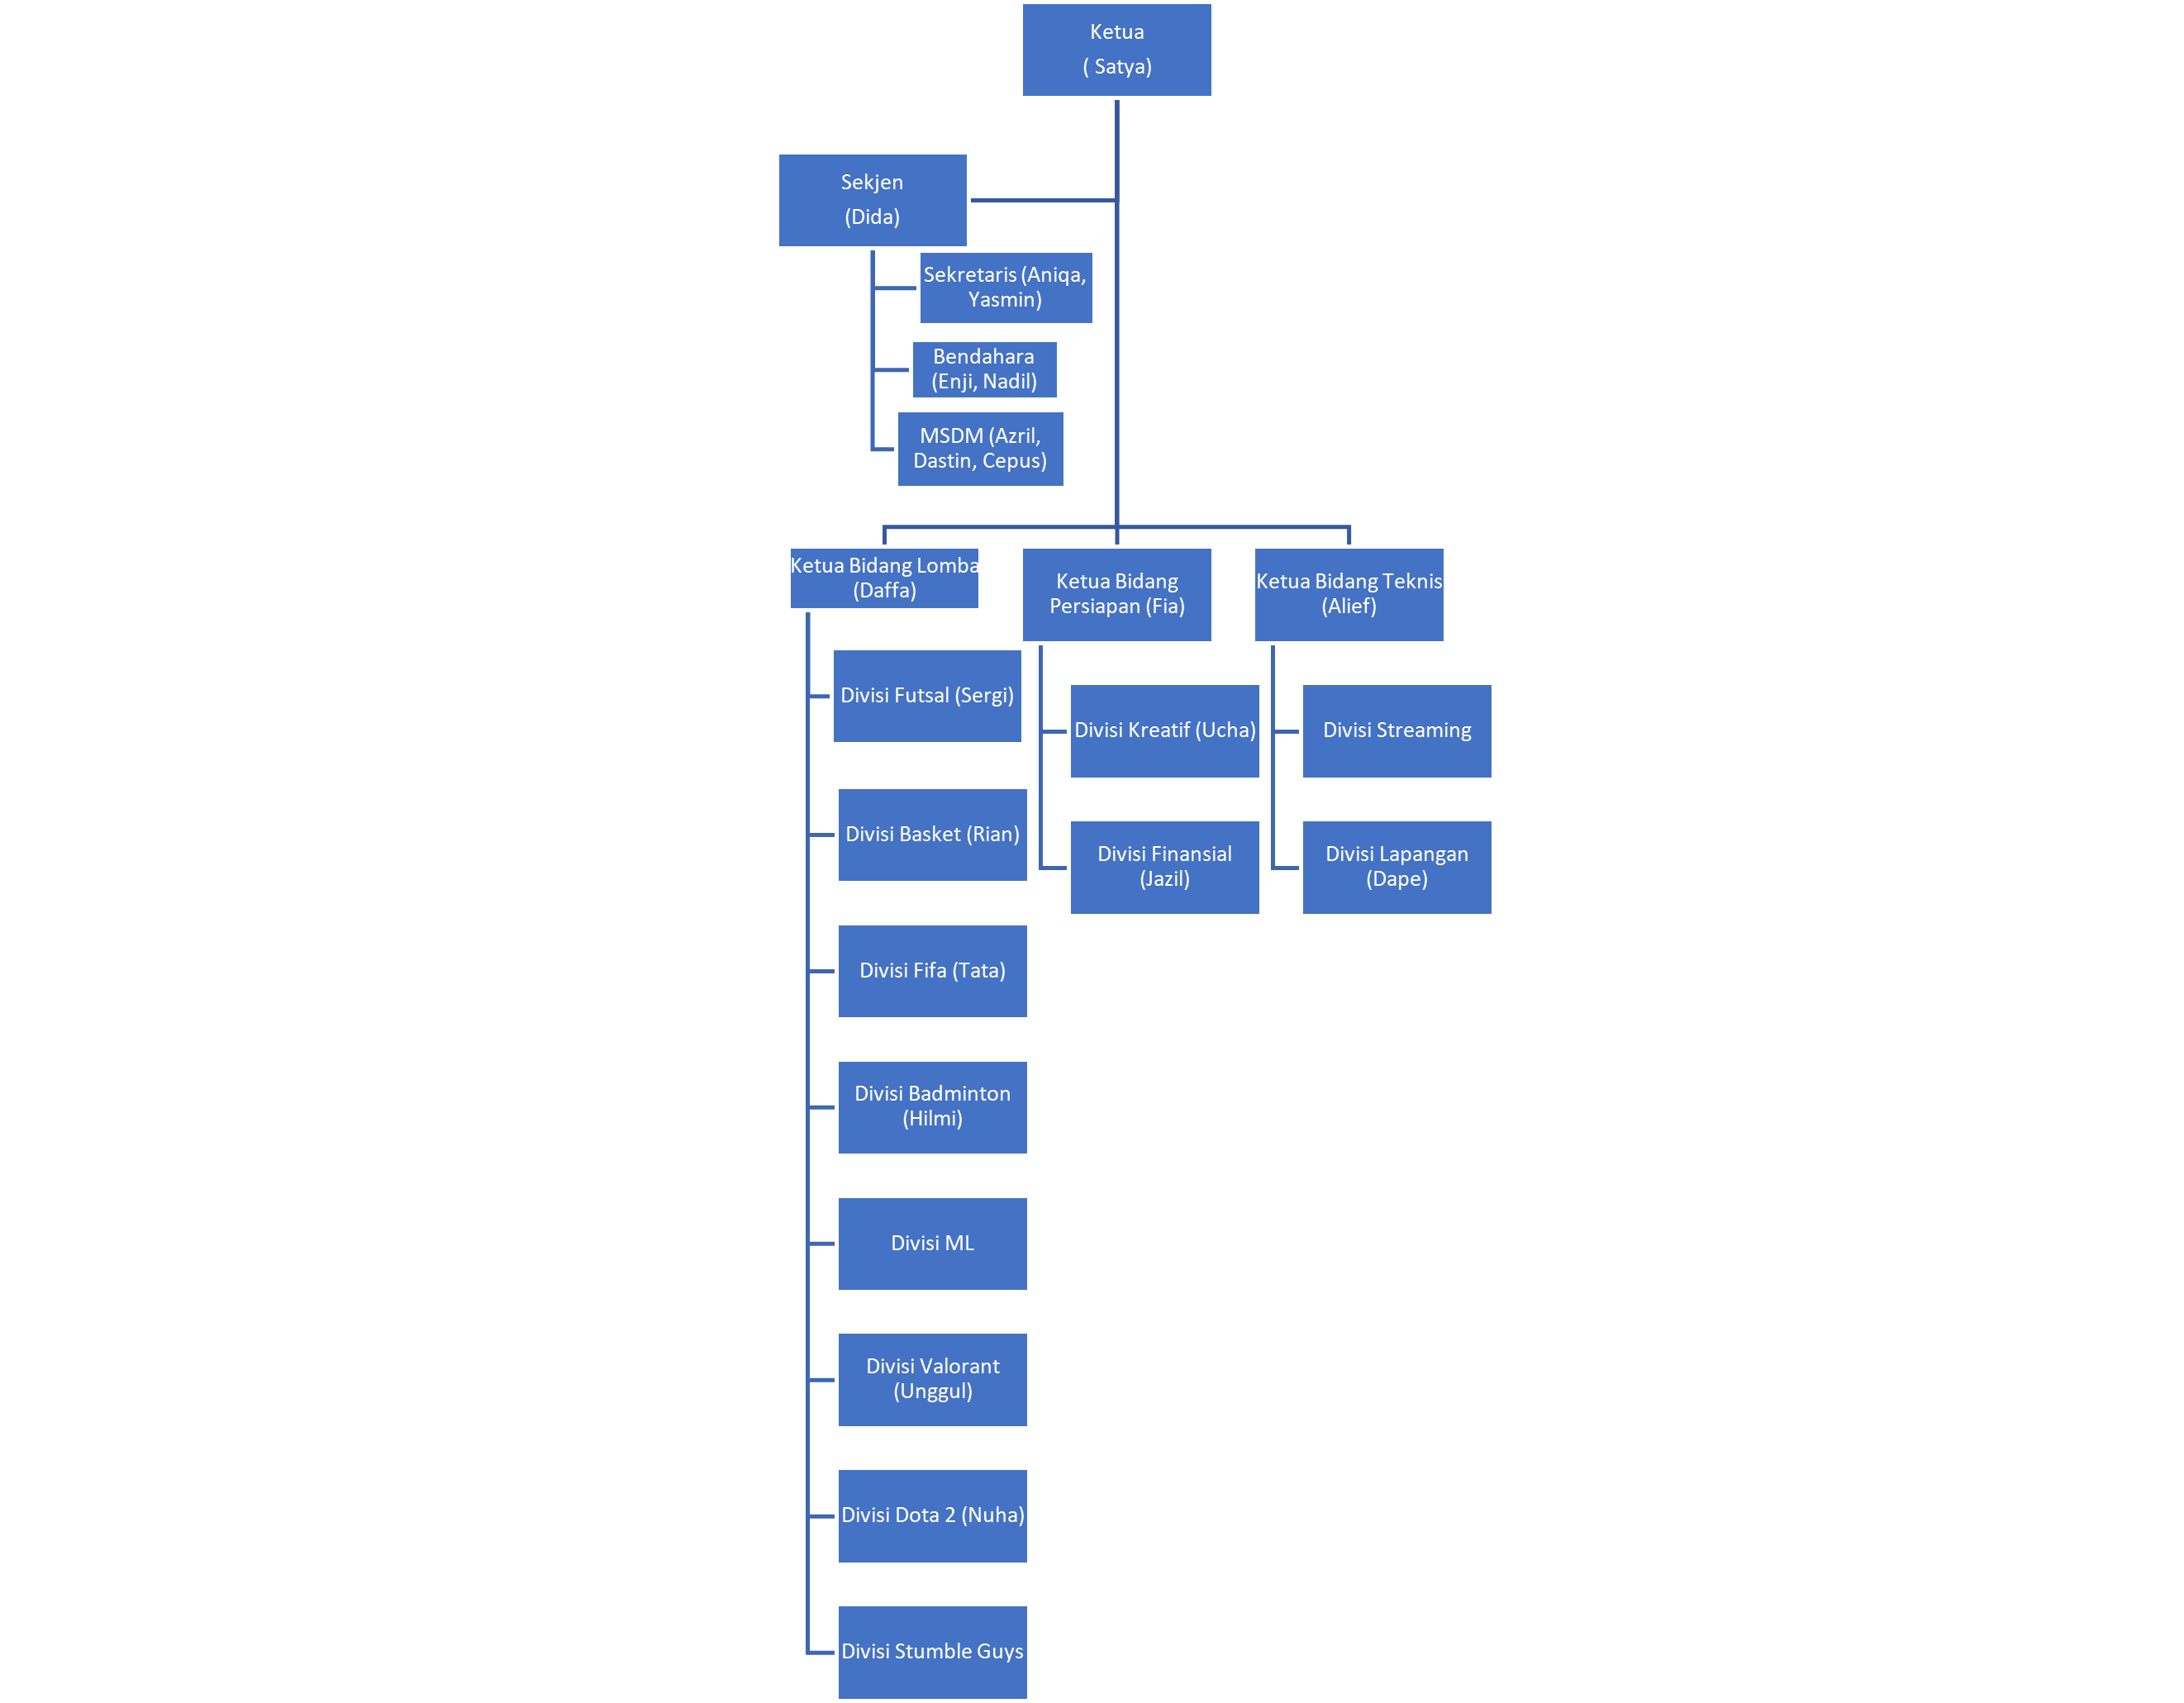 Ketua
( Satya)
Sekjen
(Dida)
Sekretaris (Aniqa,
Yasmin)
Bendahara
(Enji, Nadil)
MSDM (Azril,
Dastin, Cepus)
Ketua Bidang Lomba
(Daffa)
Divisi Futsal (Sergi)
Divisi Basket (Rian)
Divisi Fifa (Tata)
Divisi Badminton
(Hilmi)
Divisi ML
Divisi Valorant
(Unggul)
Divisi Dota 2 (Nuha)
Divisi Stumble Guys
Ketua Bidang
Persiapan (Fia)
Divisi Kreatif (Ucha)
Divisi Finansial
(Jazil)
Ketua Bidang Teknis
(Alief)
Divisi Streaming
Divisi Lapangan
(Dape)